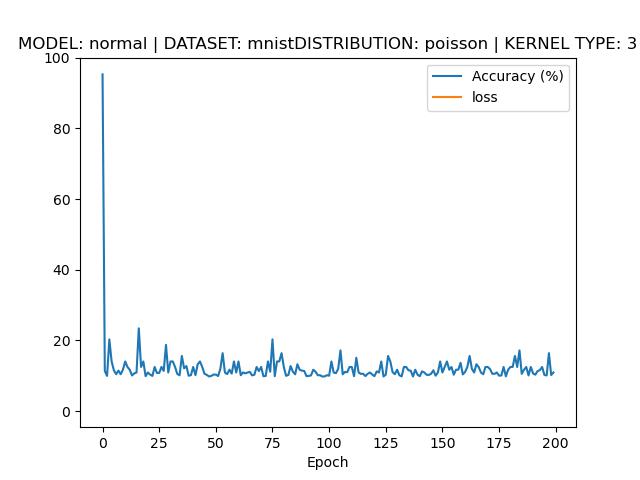 MODEL: normal | DATASET: mnistDISTRIBUTION: poisson | KERNEL TYPE: 3
100
80
60
40
20
0
Accuracy (%)
loss
0 25 50 75 100 125 150 175 200
Epoch